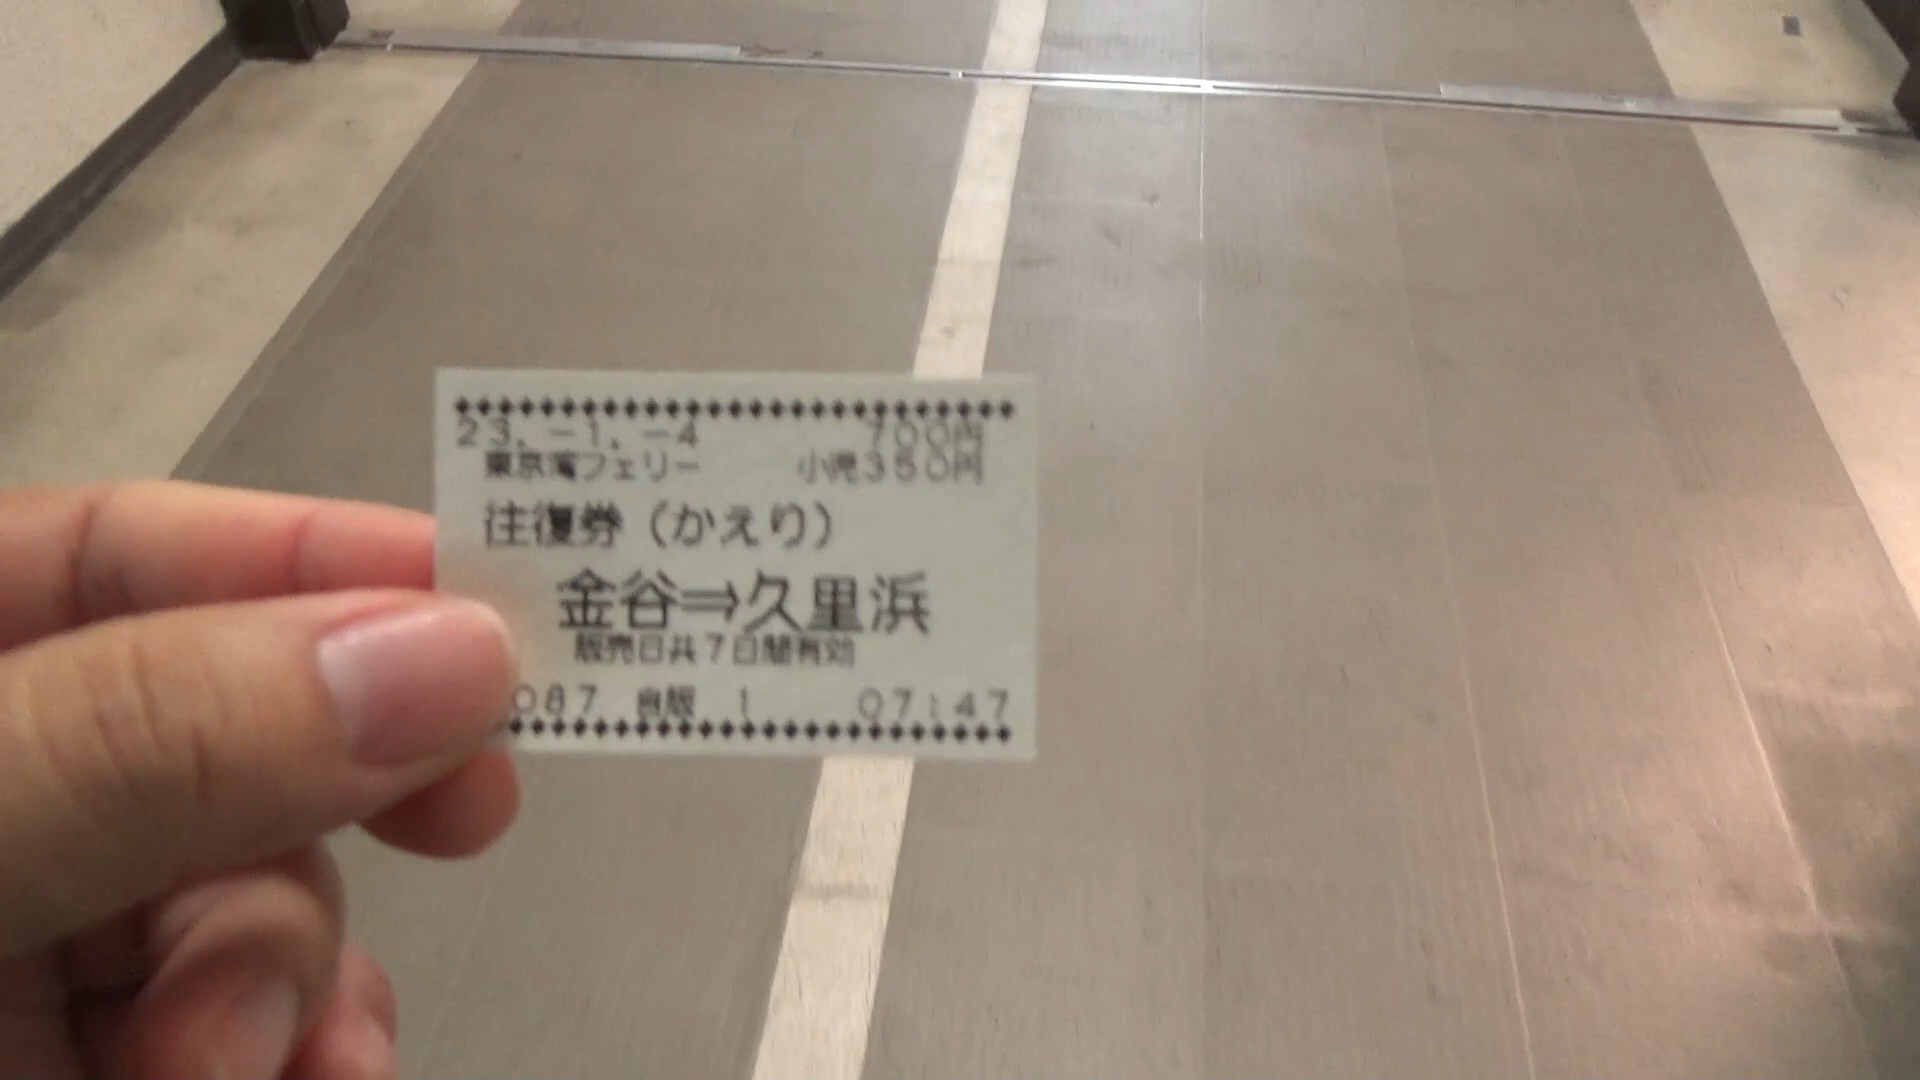 23.-1.-4 700円
東京湾フェリー 小児350円
往復券（かえり）
金谷⇒久里浜
販売日共7日間有効
087 自販 1 07:47